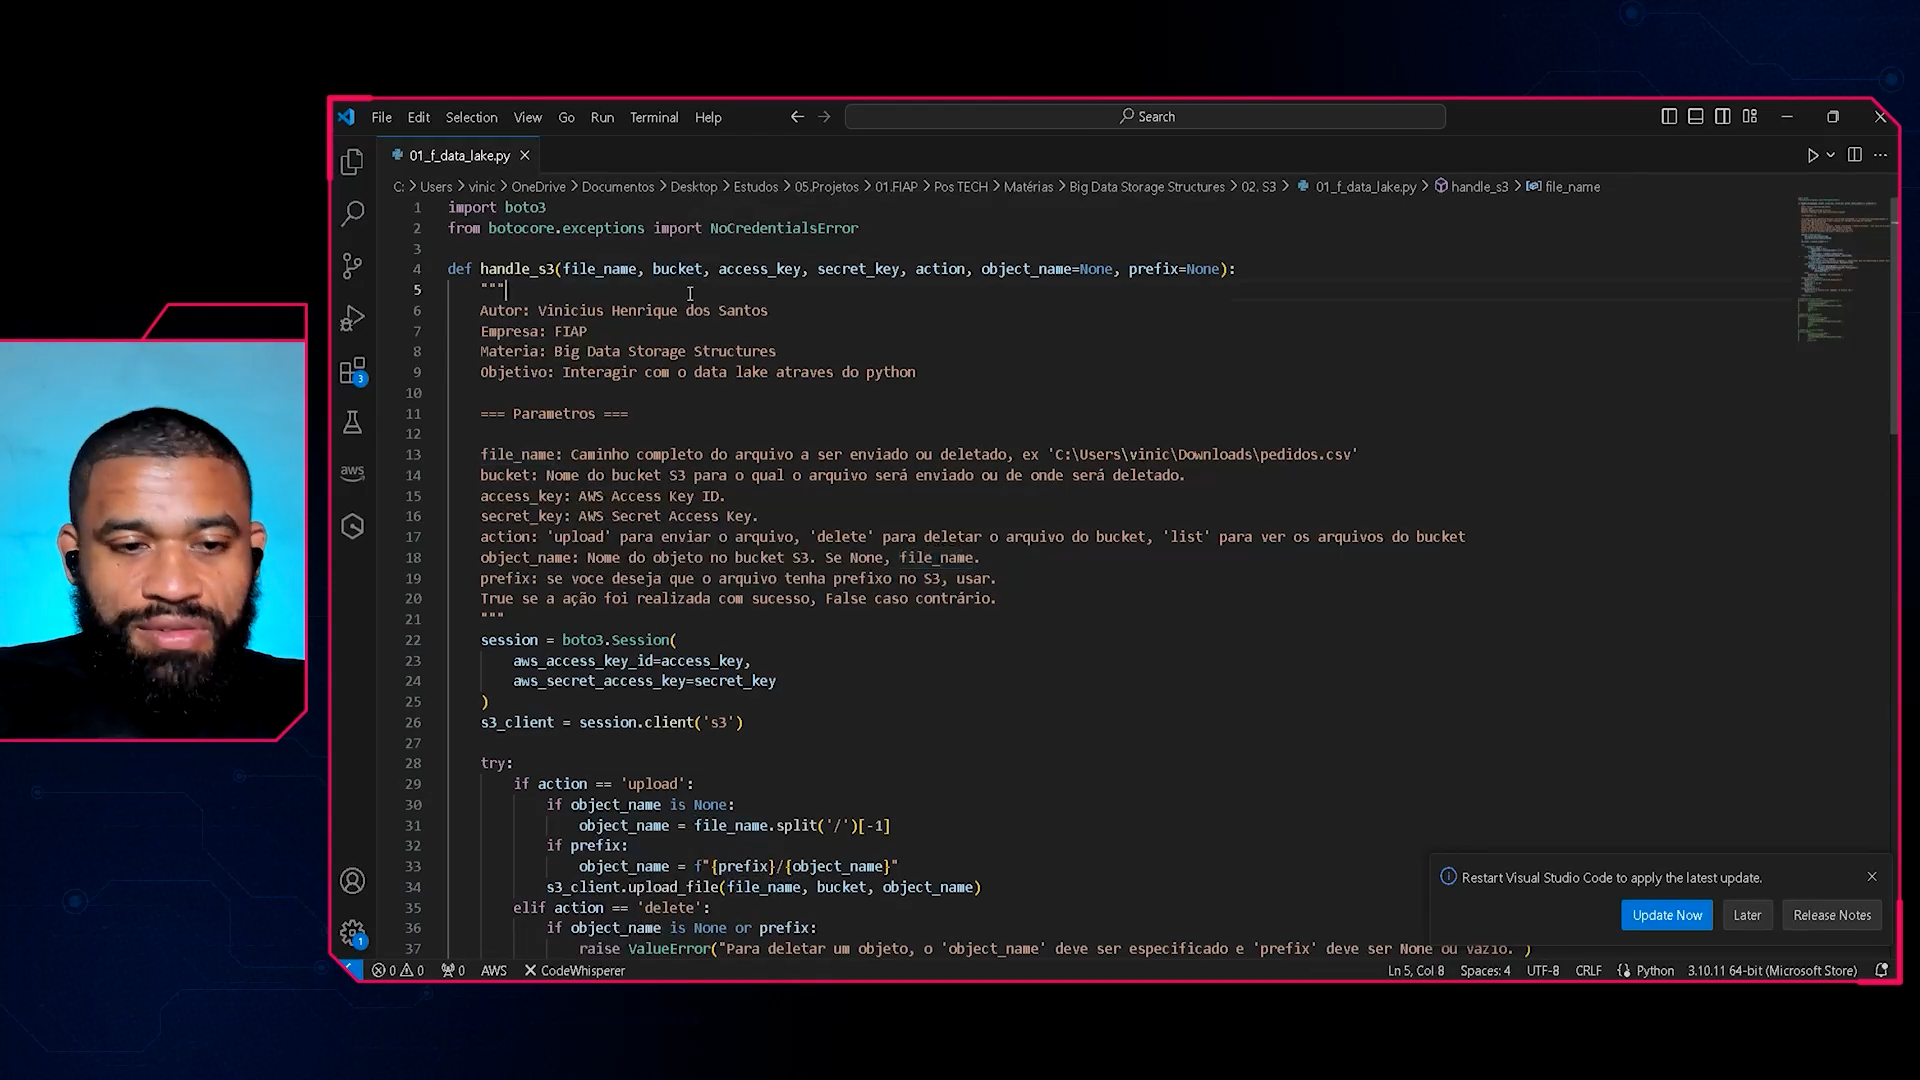 File Edit Selection View Go Run Terminal Help Search
01_f_data_lake.py
C: > Users > vinic > OneDrive > Documentos > Desktop > Estudos > 05.Projetos > 01.FIAP > Pos TECH > Matérias > Big Data Storage Structures > 02. S3 > 01_f_data_lake.py > handle_s3 > file_name
1 import boto3
2 from botocore.exceptions import NoCredentialsError
3
4 def handle_s3(file_name, bucket, access_key, secret_key, action, object_name=None, prefix=None):
5 """
6 Autor: Vinicius Henrique dos Santos
7 Empresa: FIAP
8 Materia: Big Data Storage Structures
9 Objetivo: Interagir com o data lake atraves do python
10
11 === Parametros ===
12
13 file_name: Caminho completo do arquivo a ser enviado ou deletado, ex 'C:\Users\vinic\Downloads\pedidos.csv'
14 bucket: Nome do bucket S3 para o qual o arquivo será enviado ou de onde será deletado.
15 access_key: AWS Access Key ID.
16 secret_key: AWS Secret Access Key.
17 action: 'upload' para enviar o arquivo, 'delete' para deletar o arquivo do bucket, 'list' para ver os arquivos do bucket
18 object_name: Nome do objeto no bucket S3. Se None, file_name.
19 prefix: se voce deseja que o arquivo tenha prefixo no S3, usar.
20 True se a ação foi realizada com sucesso, False caso contrário.
21 """
22 session = boto3.Session(
23 aws_access_key_id=access_key,
24 aws_secret_access_key=secret_key
25 )
26 s3_client = session.client('s3')
27
28 try:
29 if action == 'upload':
30 if object_name is None:
31 object_name = file_name.split('/')[-1]
32 if prefix:
33 object_name = f"{prefix}/{object_name}"
34 s3_client.upload_file(file_name, bucket, object_name)
35 elif action == 'delete':
36 if object_name is None or prefix:
37 raise ValueError("Para deletar um objeto, o 'object_name' deve ser especificado e 'prefix' deve ser None ou vazio.")
3
aws
1
Restart Visual Studio Code to apply the latest update.
Update Now Later Release Notes
0 0 0 AWS CodeWhisperer Ln 5, Col 8 Spaces: 4 UTF-8 CRLF Python 3.10.11 64-bit (Microsoft Store)